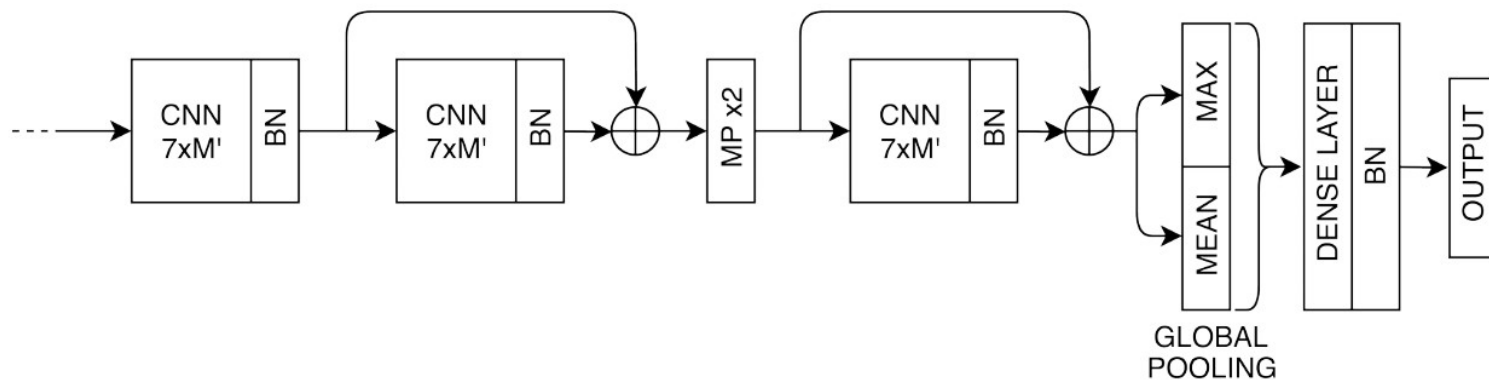 CNN
7xM'
BN
CNN
7xM'
BN
MP x2
CNN
7xM'
BN
MAX
MEAN
GLOBAL
POOLING
DENSE LAYER
BN
OUTPUT